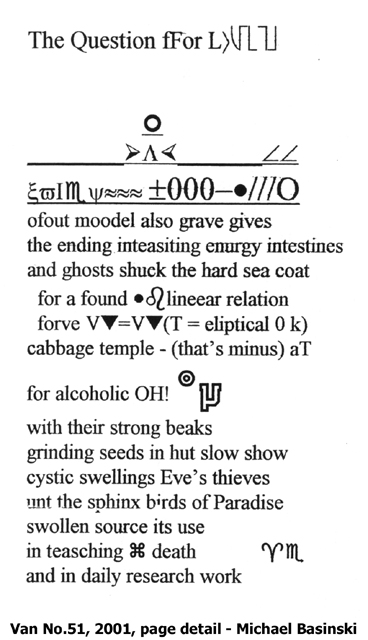 The Question fFor L
O
➢Λ⮘ ∠∠
ξϖI♏ψ≈≈≈ ±000–●///O
ofout moodel also grave gives
the ending inteasiting enurgy intestines
and ghosts shuck the hard sea coat
for a found ●♌lineear relation
forve V▼=V▼(T = eliptical 0 k)
cabbage temple - (that's minus) aT
for alcoholic OH! ◎
with their strong beaks
grinding seeds in hut slow show
cystic swellings Eve's thieves
unt the sphinx birds of Paradise
swollen source its use
in teasching ⌘ death ♈♏
and in daily research work
Van No.51, 2001, page detail - Michael Basinski